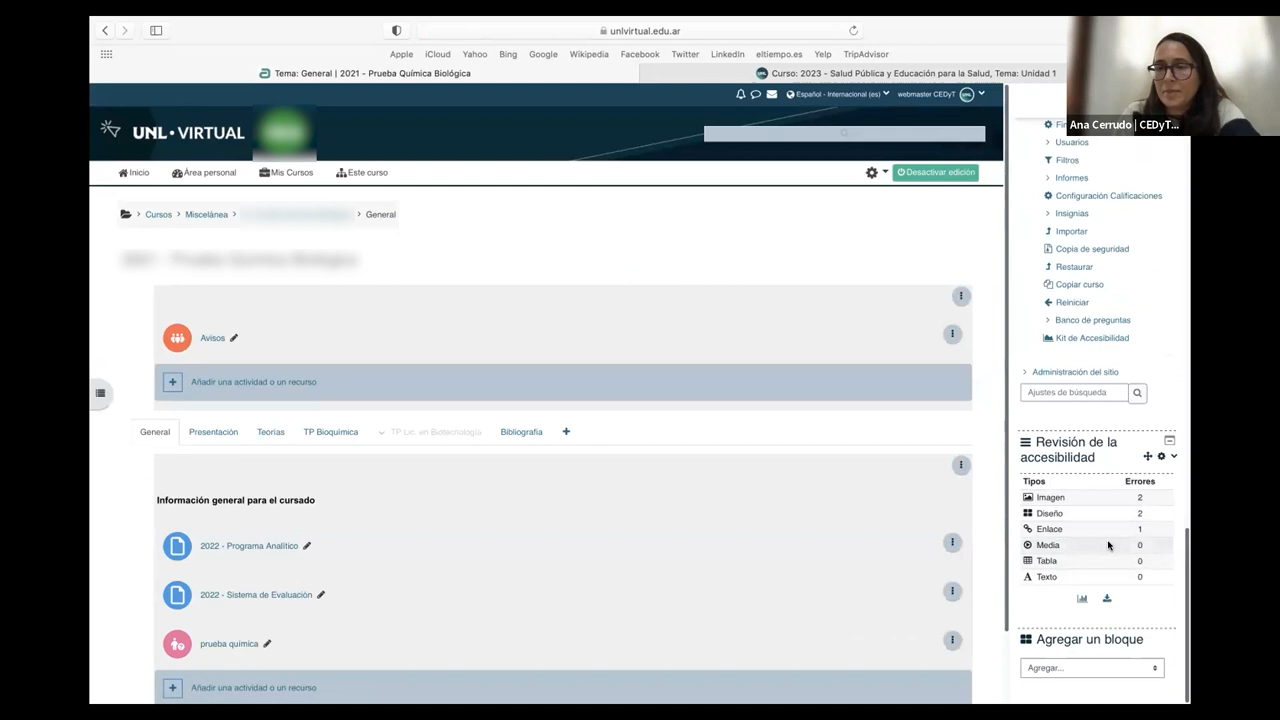 unlvirtual.edu.ar
Apple iCloud Yahoo Bing Google Wikipedia Facebook Twitter LinkedIn eltiempo.es Yelp TripAdvisor
Tema: General | 2021 - Prueba Química Biológica
Curso: 2023 - Salud Pública y Educación para la Salud, Tema: Unidad 1
Español - Internacional (es) webmaster CEDyT
UNL • VIRTUAL
Ana Cerrudo | CEDyT...
Inicio Área personal Mis Cursos Este curso Desactivar edición
Cursos Miscelánea General
Avisos
Añadir una actividad o un recurso
General Presentación Teorías TP Bioquímica TP Lic. en Biotecnología Bibliografía
Información general para el cursado
2022 - Programa Analítico
2022 - Sistema de Evaluación
prueba química
Añadir una actividad o un recurso
Usuarios
Filtros
Informes
Configuración Calificaciones
Insignias
Importar
Copia de seguridad
Restaurar
Copiar curso
Reiniciar
Banco de preguntas
Kit de Accesibilidad
Administración del sitio
Ajustes de búsqueda
Revisión de la
accesibilidad
Tipos Errores
Imagen 2
Diseño 2
Enlace 1
Media 0
Tabla 0
Texto 0
Agregar un bloque
Agregar...